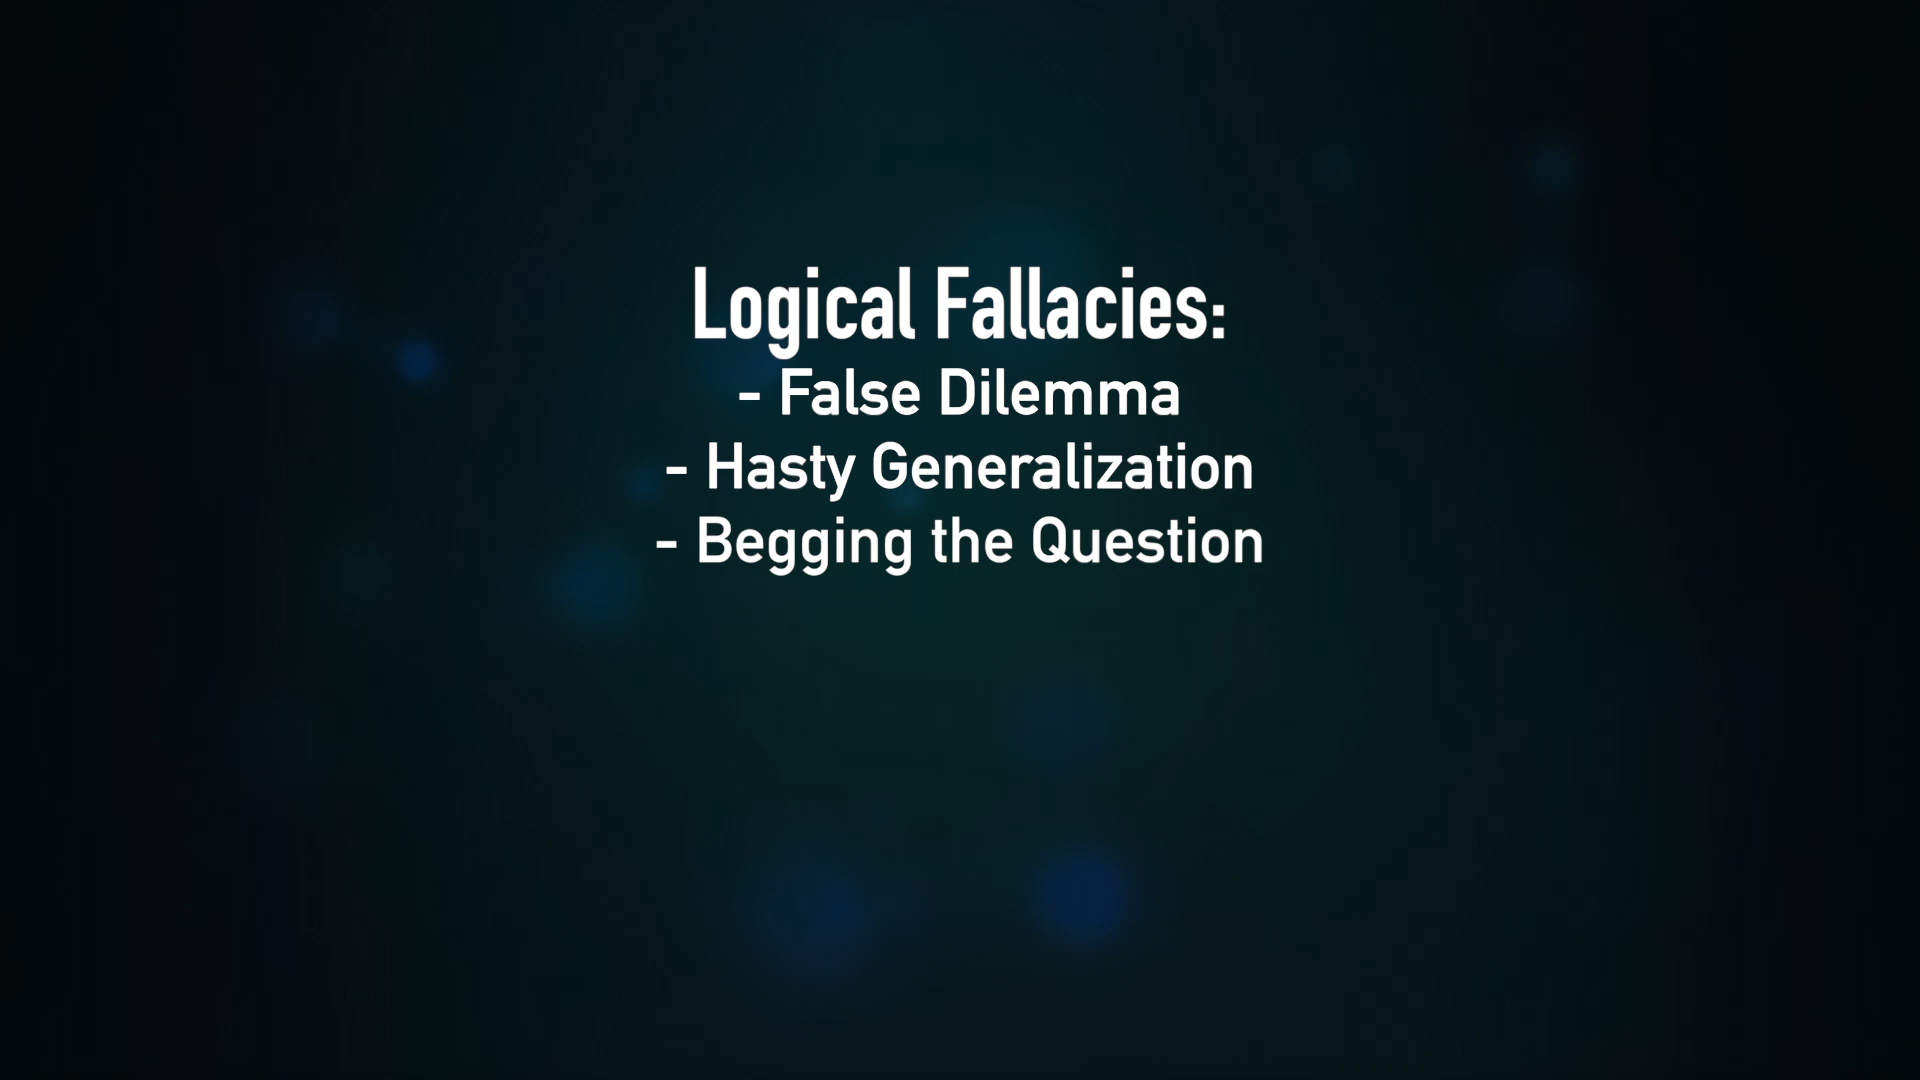 Logical Fallacies:
- False Dilemma
- Hasty Generalization
- Begging the Question